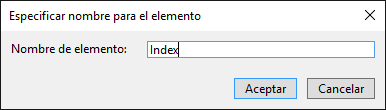 Especificar nombre para el elemento
Nombre de elemento: Index
Aceptar Cancelar